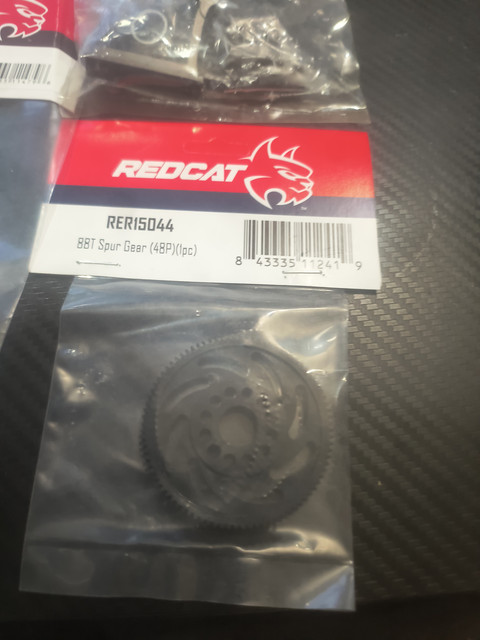 REDCAT
RER15044
88T Spur Gear (48P)(1pc)
8 43335 11241 9